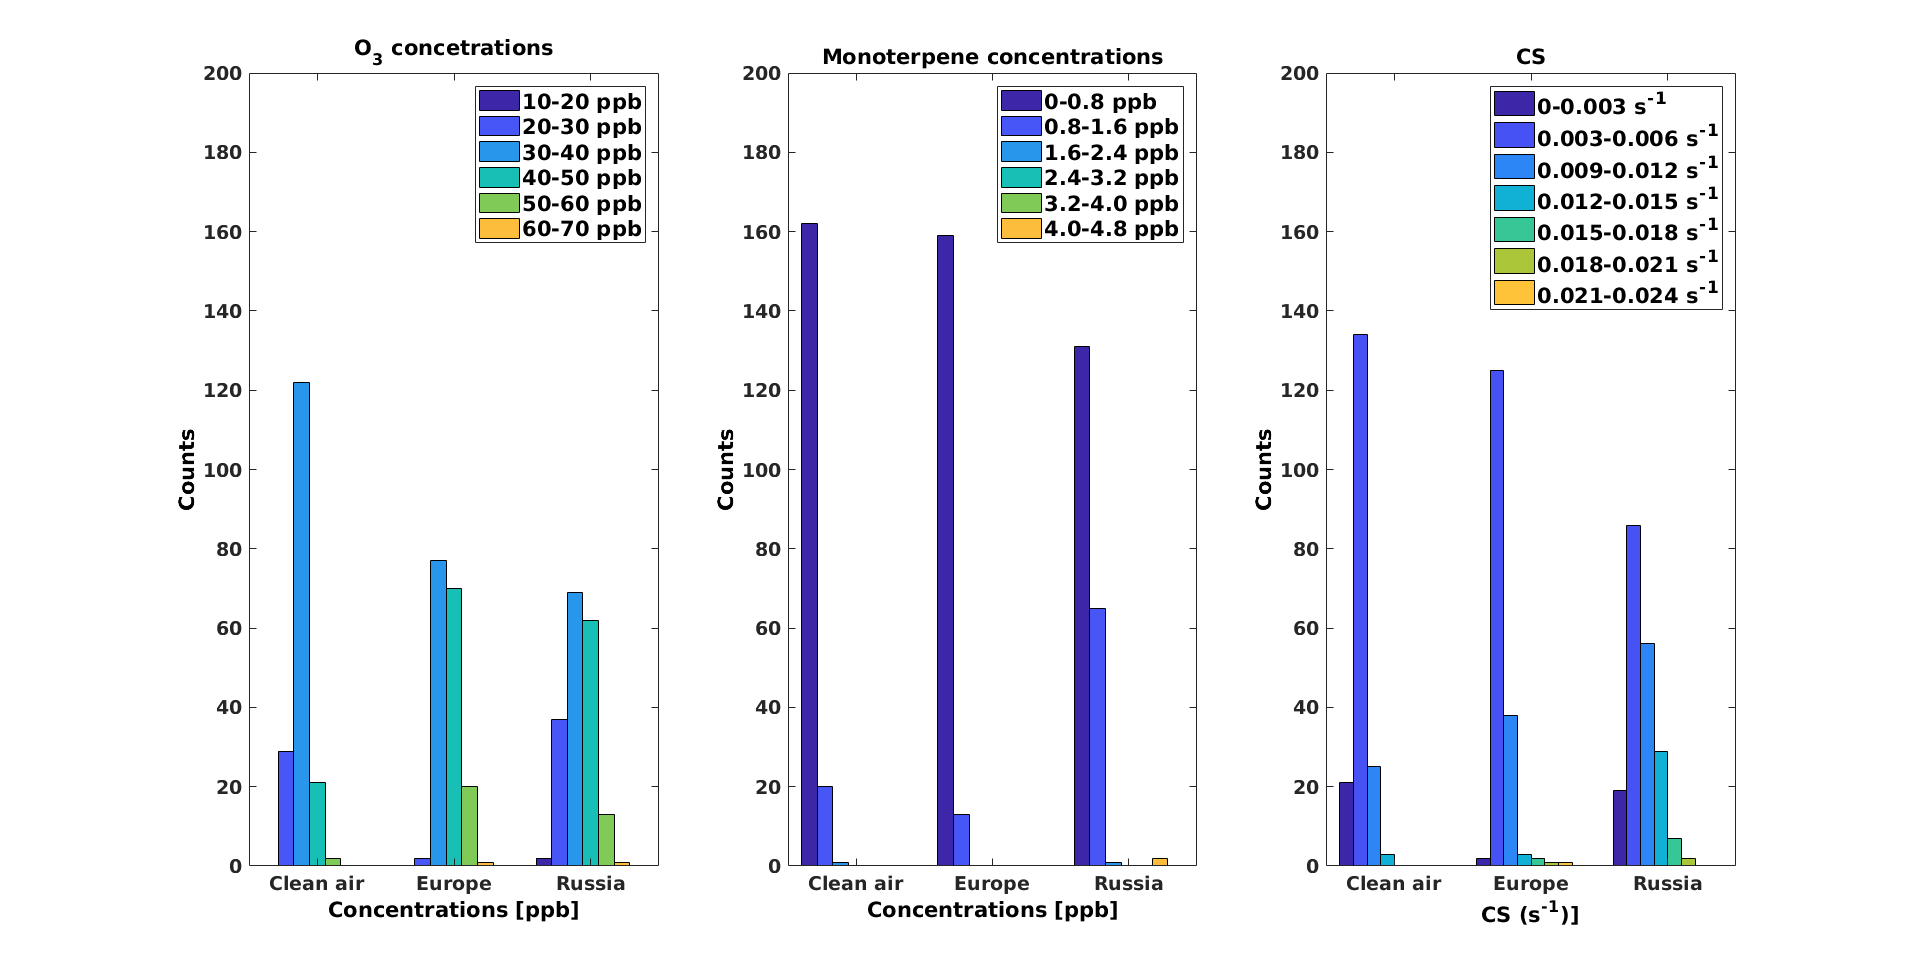 O3 concetrations
200
180
160
140
120
100
80
60
40
20
0
Counts
10-20 ppb
20-30 ppb
30-40 ppb
40-50 ppb
50-60 ppb
60-70 ppb
Clean air Europe Russia
Concentrations [ppb]
Monoterpene concentrations
200
180
160
140
120
100
80
60
40
20
0
Counts
0-0.8 ppb
0.8-1.6 ppb
1.6-2.4 ppb
2.4-3.2 ppb
3.2-4.0 ppb
4.0-4.8 ppb
Clean air Europe Russia
Concentrations [ppb]
CS
200
180
160
140
120
100
80
60
40
20
0
Counts
0-0.003 s-1
0.003-0.006 s-1
0.009-0.012 s-1
0.012-0.015 s-1
0.015-0.018 s-1
0.018-0.021 s-1
0.021-0.024 s-1
Clean air Europe Russia
CS (s-1)]